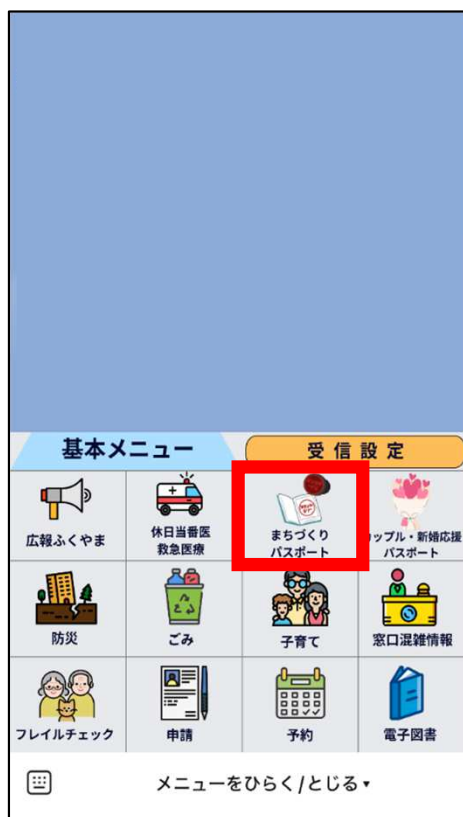 基本メニュー
受信設定
広報ふくやま
休日当番医
救急医療
まちづくり
パスポート
ップル・新婚応援
パスポート
防災
ごみ
子育て
窓口混雑情報
フレイルチェック
申請
予約
電子図書
メニューをひらく/とじる▾